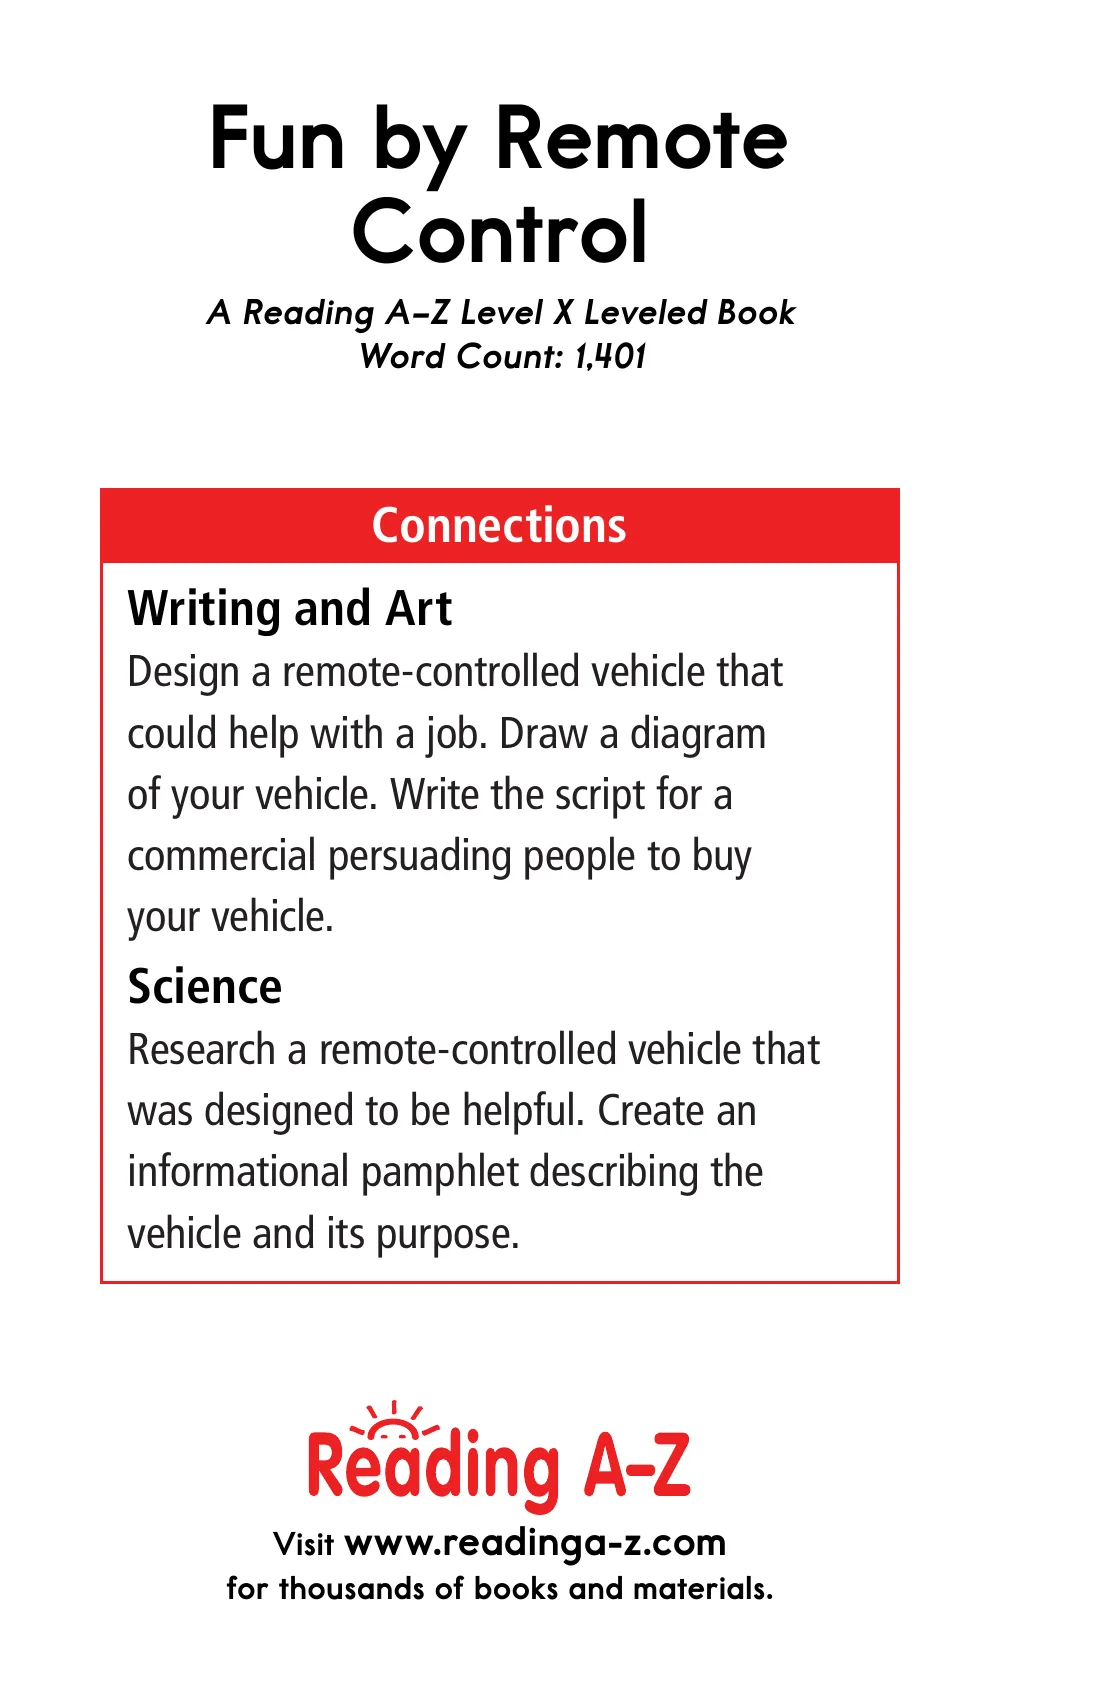 Fun by Remote
Control
A Reading A–Z Level X Leveled Book
Word Count: 1,401
Connections
Writing and Art
Design a remote-controlled vehicle that
could help with a job. Draw a diagram
of your vehicle. Write the script for a
commercial persuading people to buy
your vehicle.
Science
Research a remote-controlled vehicle that
was designed to be helpful. Create an
informational pamphlet describing the
vehicle and its purpose.
Reading A–Z
Visit www.readinga-z.com
for thousands of books and materials.